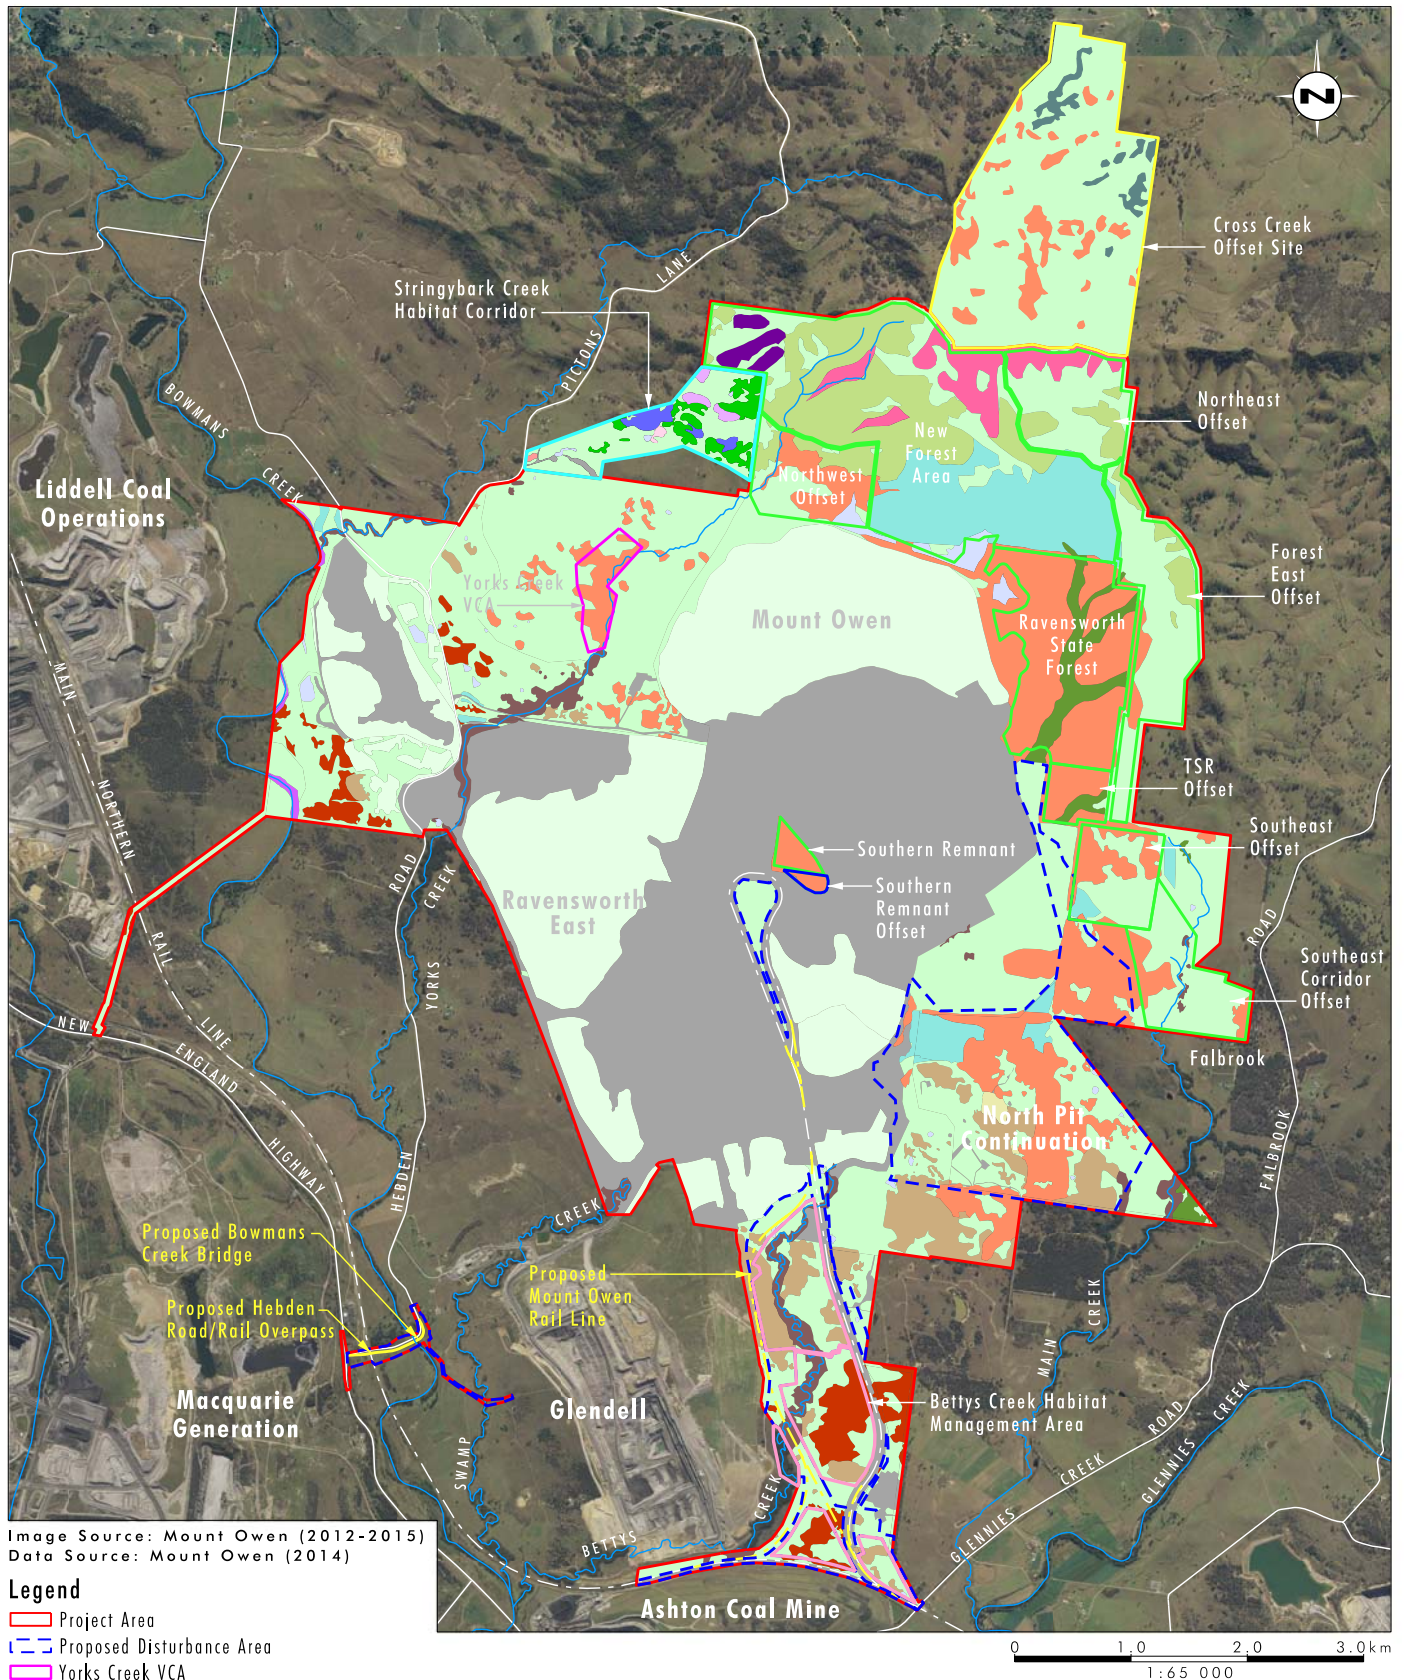 N
Cross Creek
Offset Site
LANE
Stringybark Creek
Habitat Corridor
PICTONS
BOWMANS
CREEK
Northeast
Offset
New
Forest
Area
Northwest
Offset
Liddell Coal
Operations
Forest
East
Offset
Yorks Creek
VCA
Mount Owen
Ravensworth
State
Forest
MAIN
NORTHERN
RAIL
LINE
TSR
Offset
Southeast
Offset
ROAD
CREEK
YORKS
Southern Remnant
Southern
Remnant
Offset
Ravensworth
East
ROAD
FALBROOK
Southeast
Corridor
Offset
NEW
ENGLAND
HIGHWAY
Falbrook
North Pit
Continuation
HEBDEN
CREEK
Proposed Bowmans
Creek Bridge
Proposed
Mount Owen
Rail Line
Proposed Hebden
Road/Rail Overpass
MAIN
CREEK
Macquarie
Generation
Glendell
Bettys Creek Habitat
Management Area
SWAMP
CREEK
BETTYS
GLENNIES
CREEK
ROAD
GLENNIES
CREEK
Ashton Coal Mine
Image Source: Mount Owen (2012-2015)
Data Source: Mount Owen (2014)
Legend
Project Area
Proposed Disturbance Area
Yorks Creek VCA
0 1.0 2.0 3.0km
1:65 000